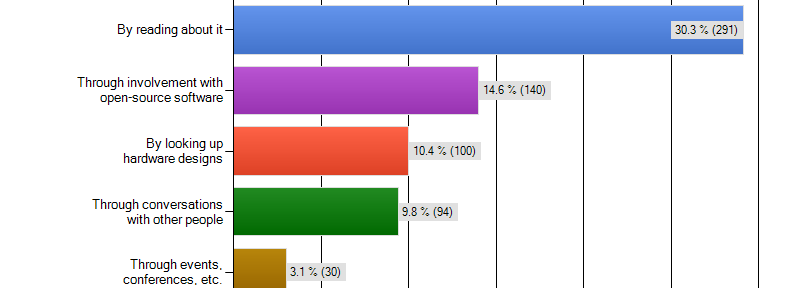 By reading about it
30.3 % (291)
Through involvement with
open-source software
14.6 % (140)
By looking up
hardware designs
10.4 % (100)
Through conversations
with other people
9.8 % (94)
Through events,
conferences, etc.
3.1 % (30)